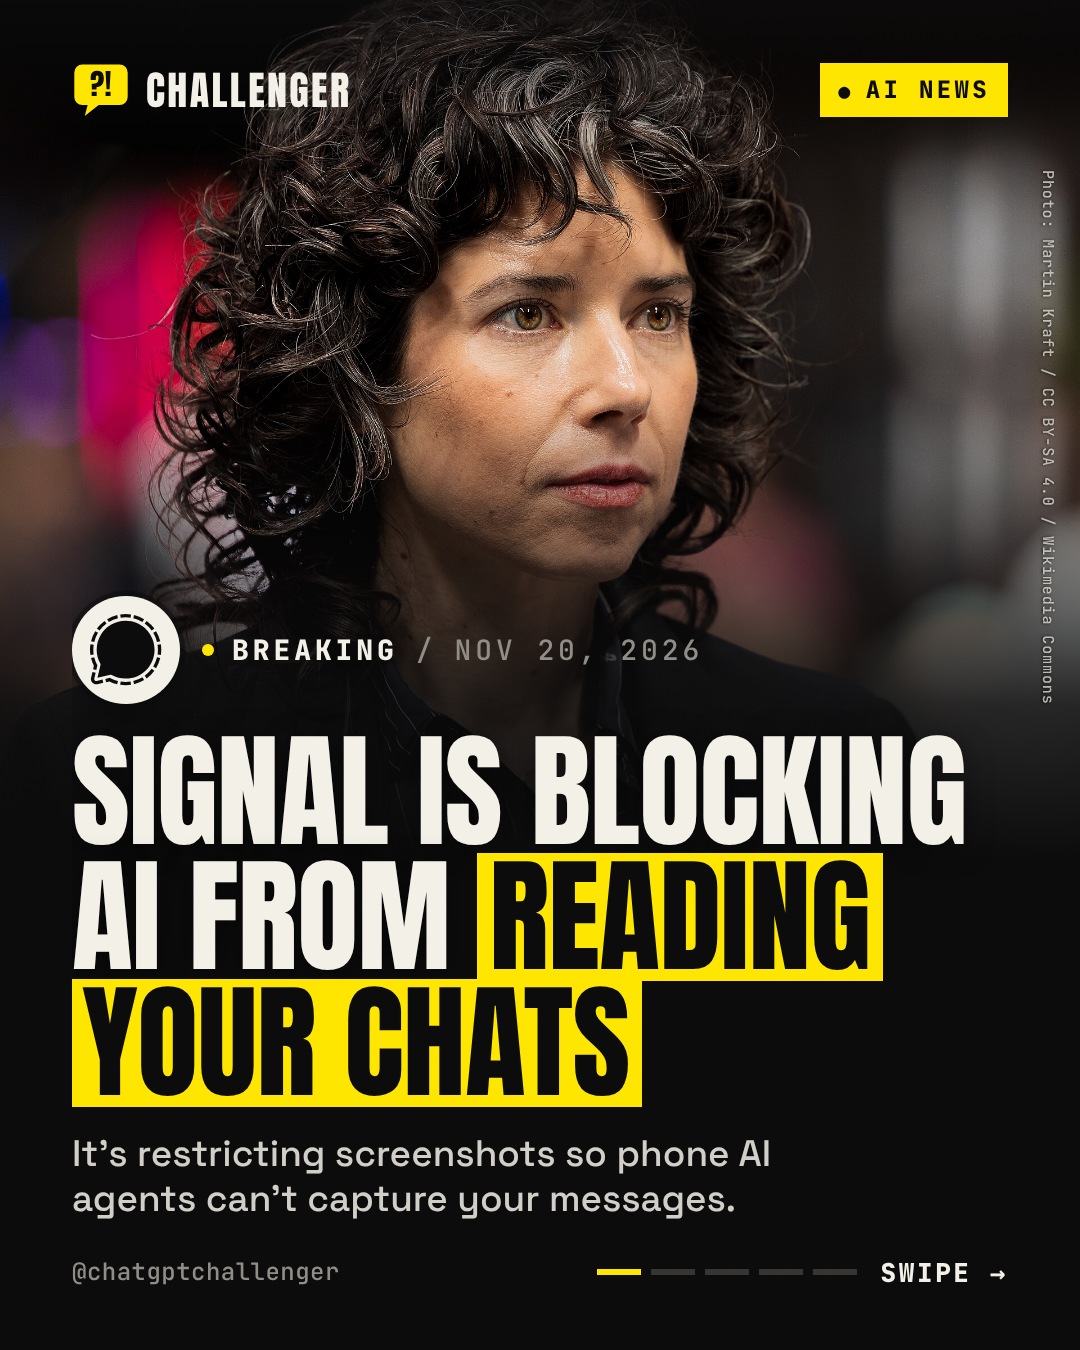 ?! CHALLENGER
● AI NEWS
Photo: Martin Kraft / CC BY-SA 4.0 / Wikimedia Commons
● BREAKING / NOV 20, 2026
SIGNAL IS BLOCKING
AI FROM READING
YOUR CHATS
It’s restricting screenshots so phone AI
agents can’t capture your messages.
@chatgptchallenger
SWIPE →